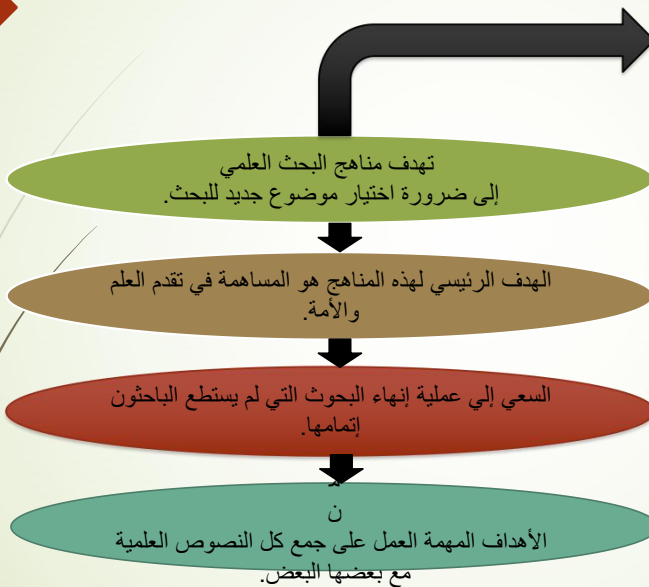 تهدف مناهج البحث العلمي
إلى ضرورة اختيار موضوع جديد للبحث.
الهدف الرئيسي لهذه المناهج هو المساهمة في تقدم العلم
والأمة.
السعي إلي عملية إنهاء البحوث التي لم يستطع الباحثون
إتمامها.
م
ن
الأهداف المهمة العمل على جمع كل النصوص العلمية
مع بعضها البعض.